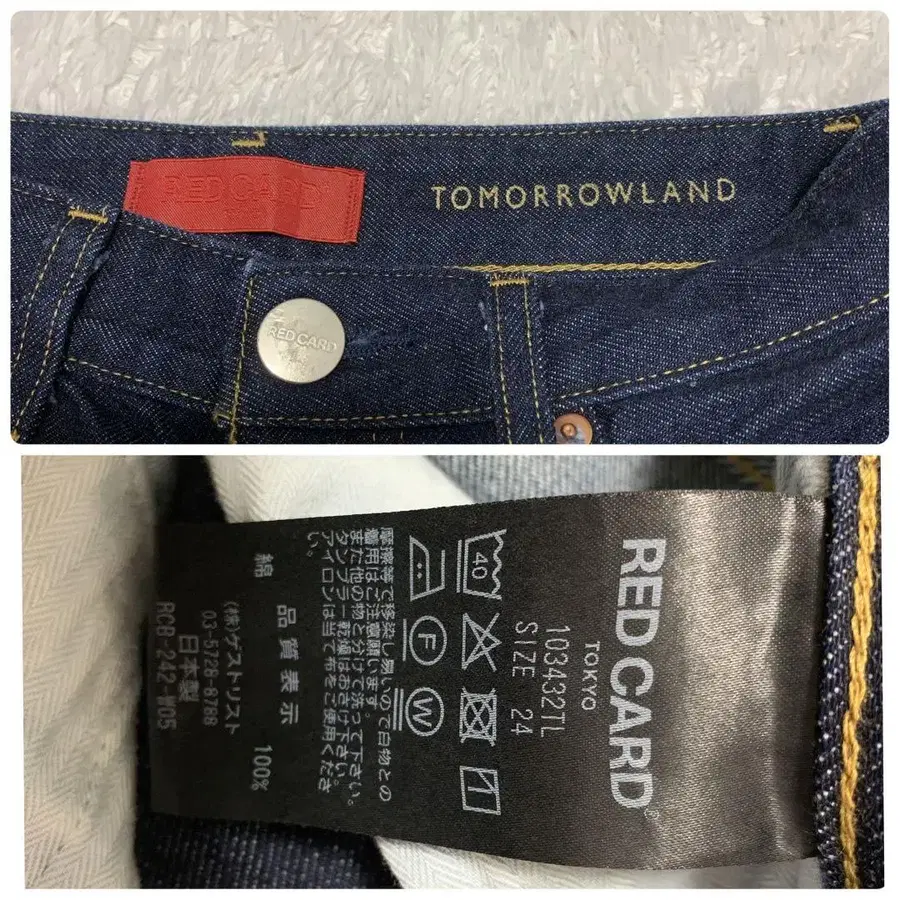 RED CARD
TOMORROWLAND
RED CARD
RED CARD®
TOKYO
103432TL
SIZE 24
40
F W
摩擦等で移染し易いので白物との
着用はご注意願います。
また他の物と分けて洗って下さい。
タンブラー乾燥はおさけ下さい。
アイロンは当て布をご使用くださ
い。
品質表示
綿 100%
(株)ゲストリスト
03-5728-8788
日本製
RCB-242-W05